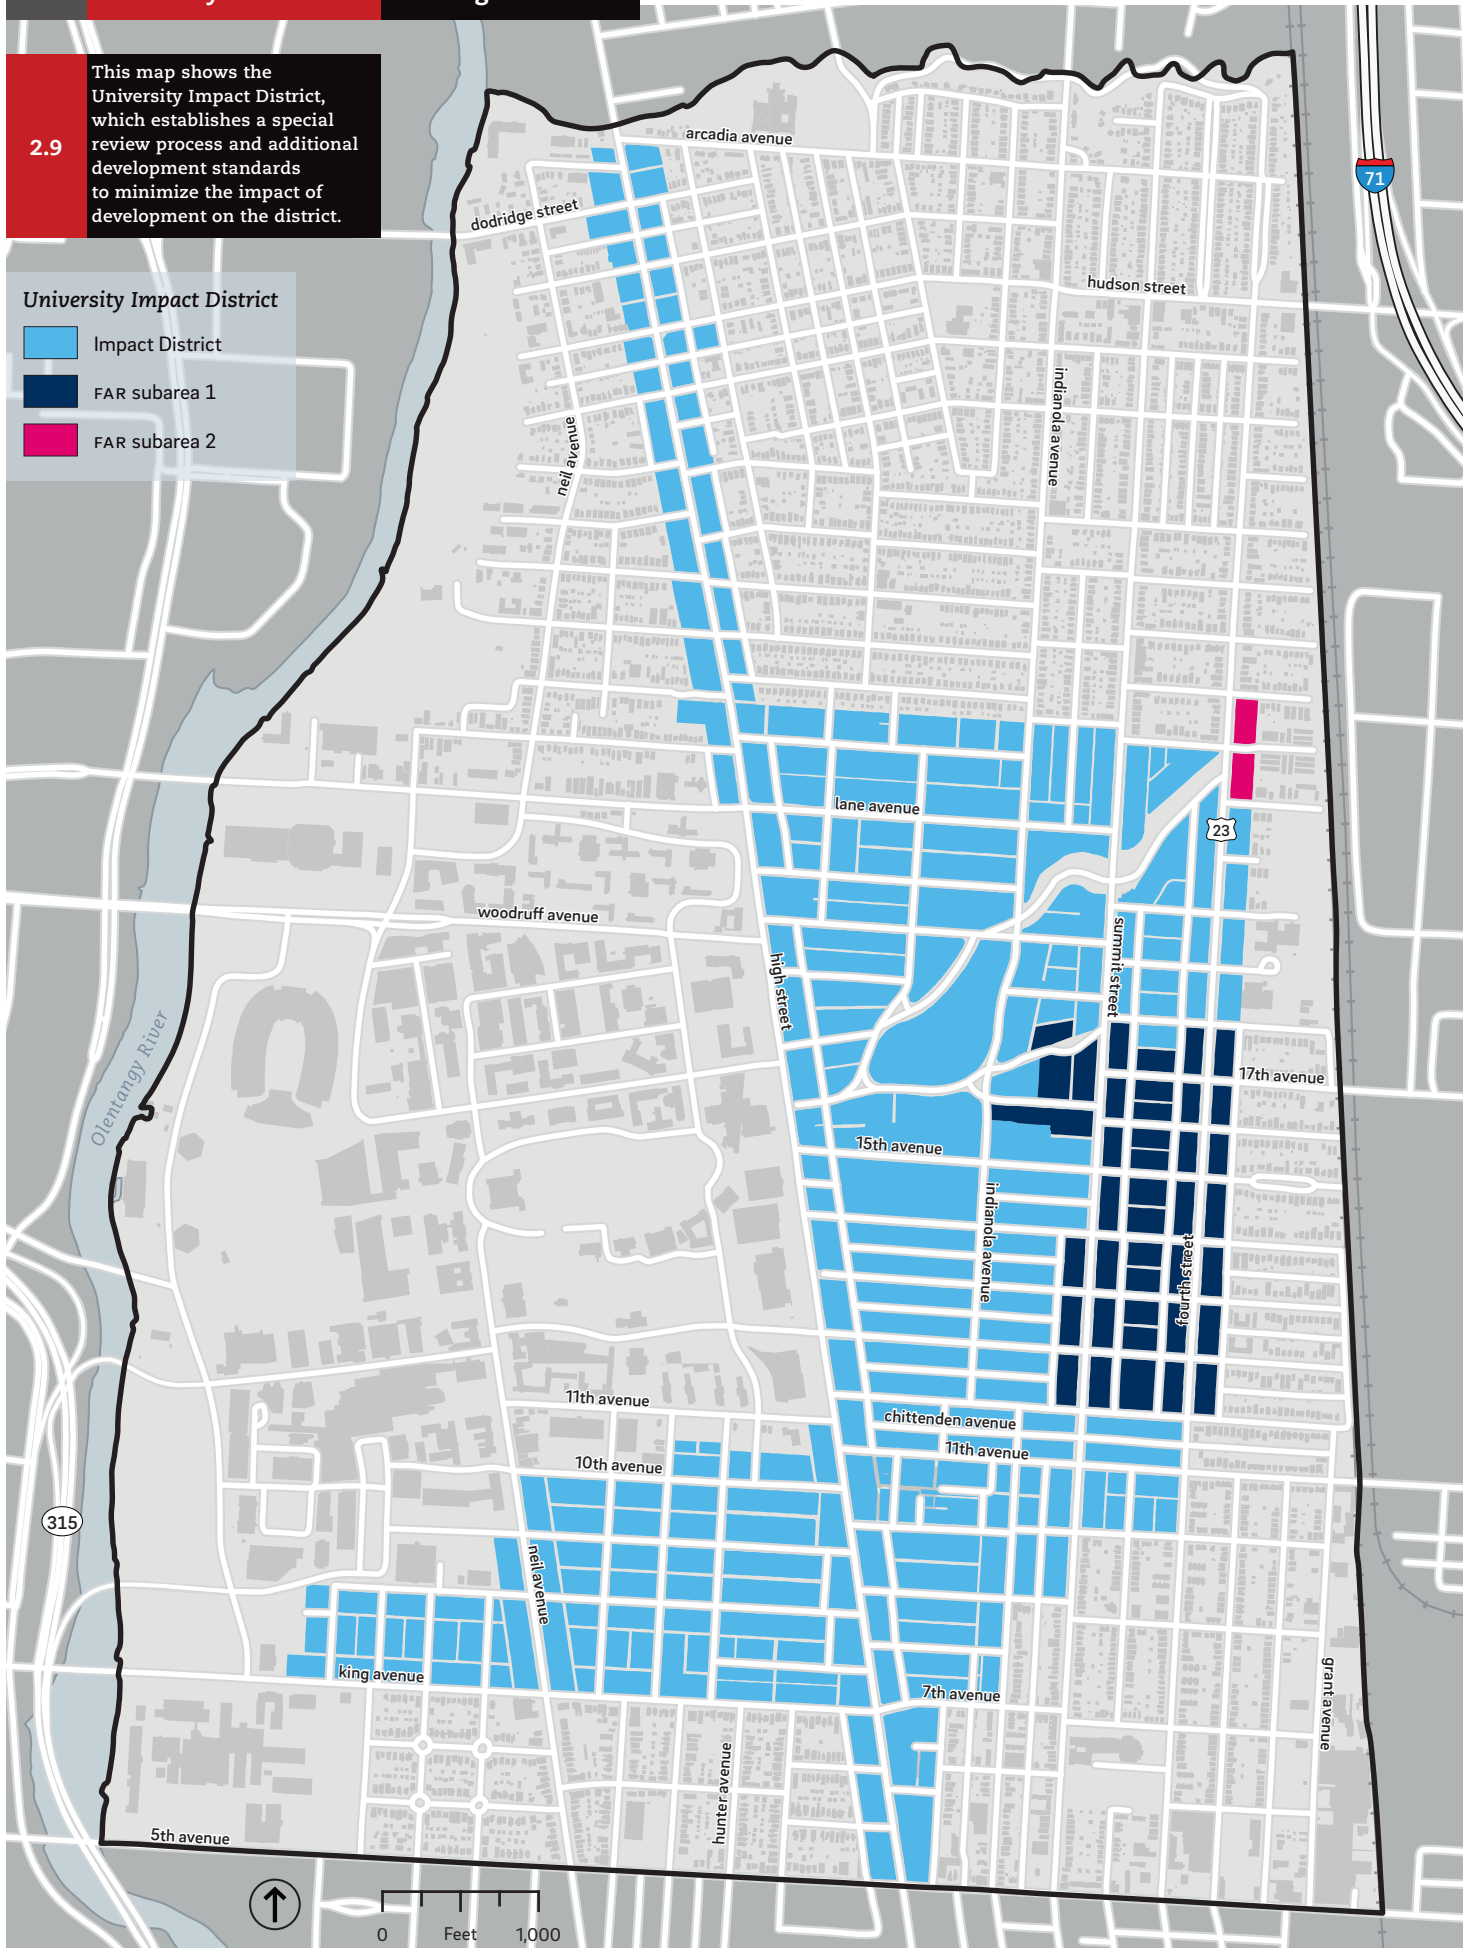 2.9
This map shows the
University Impact District,
which establishes a special
review process and additional
development standards
to minimize the impact of
development on the district.
University Impact District
Impact District
FAR subarea 1
FAR subarea 2
71
arcadia avenue
dodridge street
hudson street
indianola avenue
neil avenue
lane avenue
23
woodruff avenue
summit street
high street
Olentangy River
17th avenue
15th avenue
indianola avenue
fourth street
11th avenue
chittenden avenue
11th avenue
10th avenue
315
neil avenue
king avenue
7th avenue
grant avenue
hunter avenue
5th avenue
0 Feet 1,000